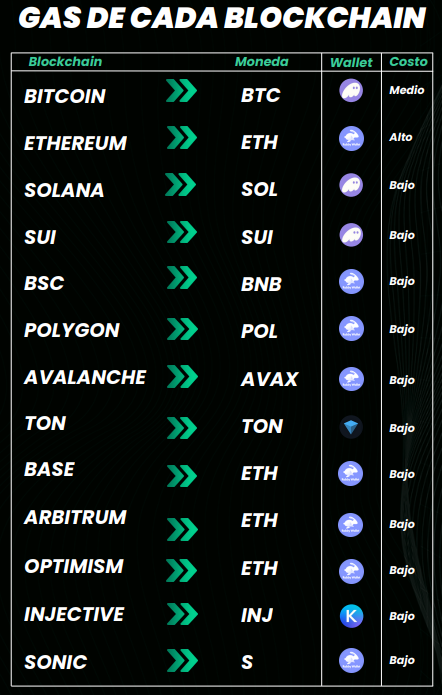 GAS DE CADA BLOCKCHAIN
Blockchain Moneda Wallet Costo
BITCOIN BTC Medio
ETHEREUM ETH Alto
SOLANA SOL Bajo
SUI SUI Bajo
BSC BNB Bajo
POLYGON POL Bajo
AVALANCHE AVAX Bajo
TON TON Bajo
BASE ETH Bajo
ARBITRUM ETH Bajo
OPTIMISM ETH Bajo
INJECTIVE INJ K Bajo
SONIC S Bajo